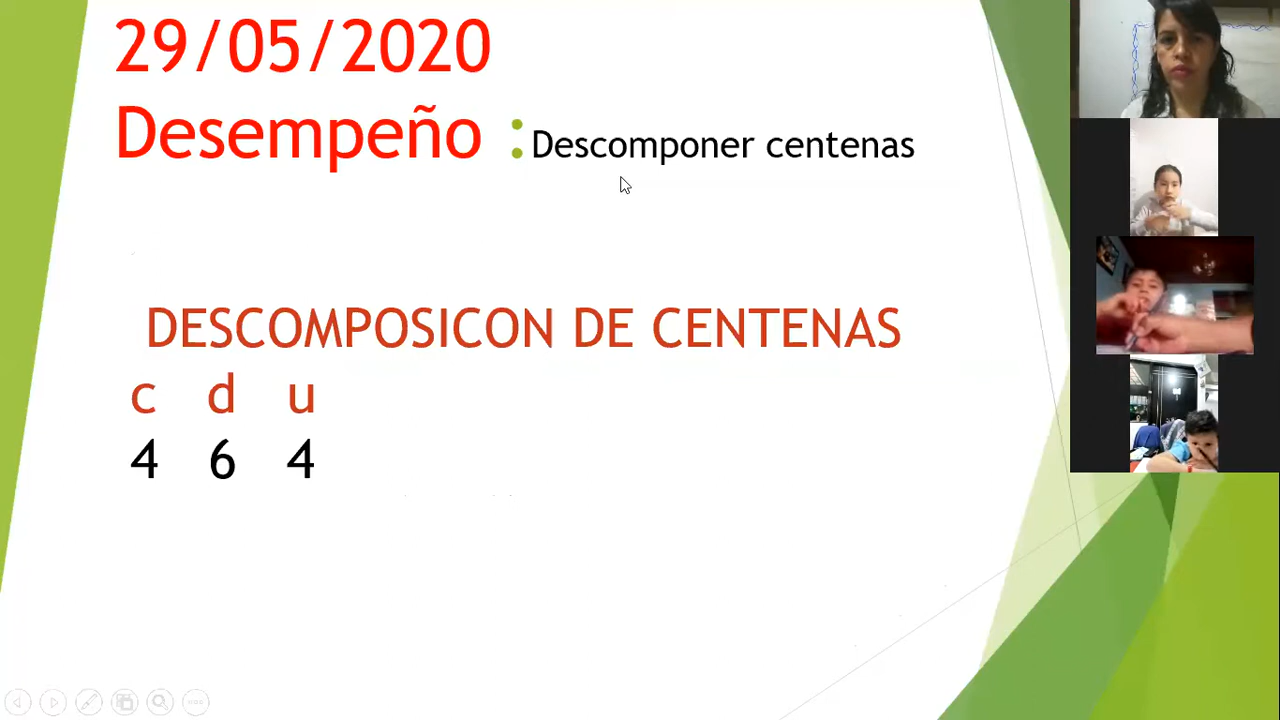 29/05/2020
Desempeño : Descomponer centenas
DESCOMPOSICON DE CENTENAS
c d u
4 6 4